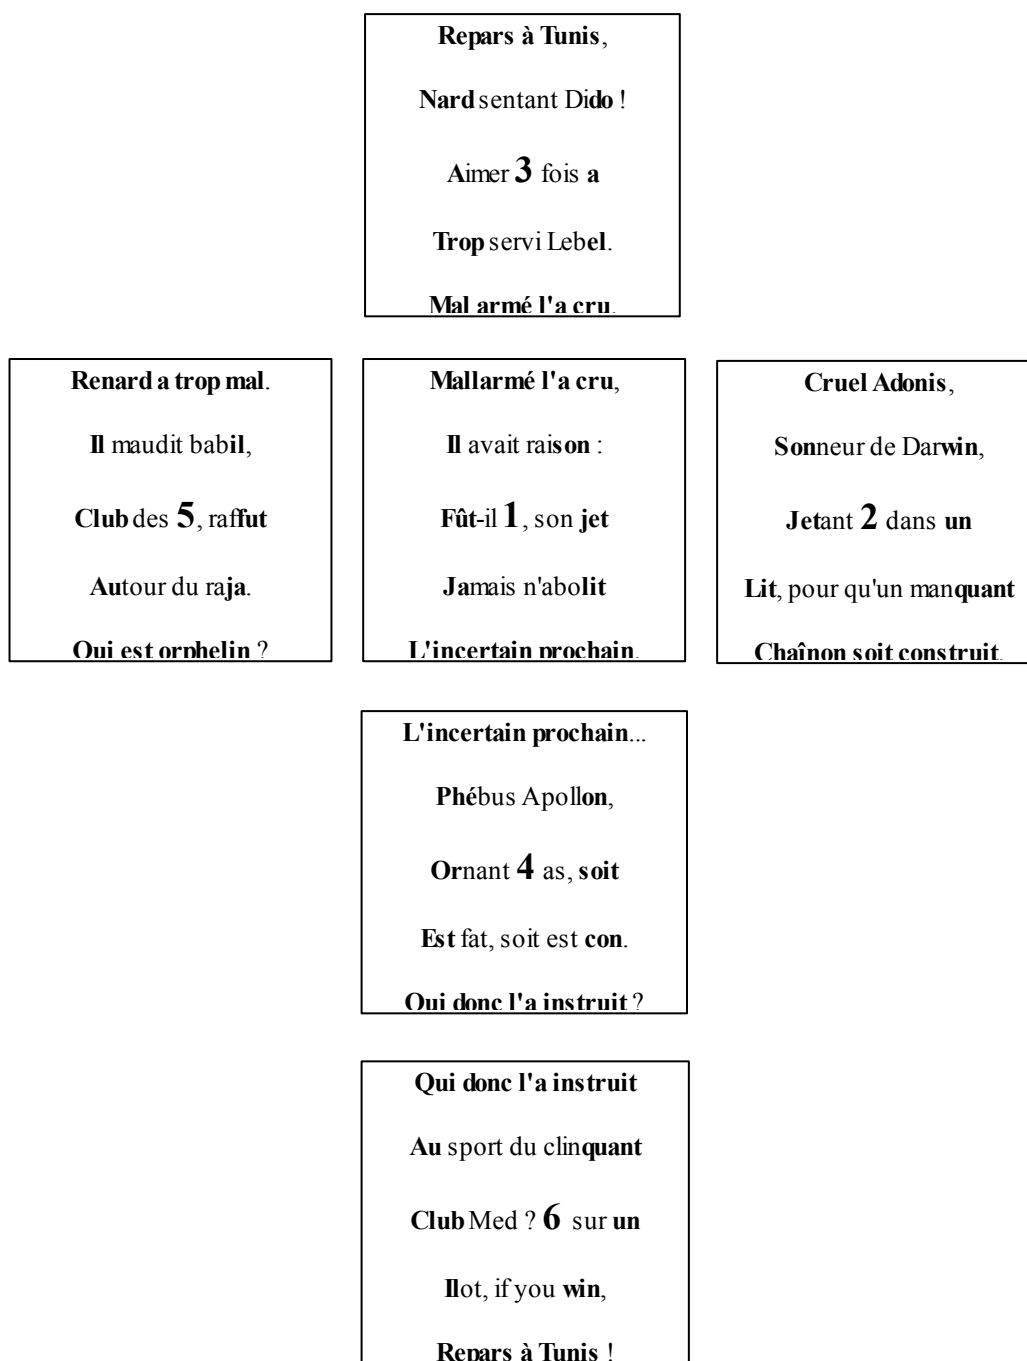 Repars à Tunis,
Nard sentant Dido !
Aimer 3 fois a
Trop servi Lebel.
Mal armé l'a cru.
Renard a trop mal.
Il maudit babil,
Club des 5, raffut
Autour du raja.
Qui est orphelin ?
Mallarmé l'a cru,
Il avait raison :
Fût-il 1, son jet
Jamais n'abolit
L'incertain prochain.
Cruel Adonis,
Sonneur de Darwin,
Jetant 2 dans un
Lit, pour qu'un manquant
Chaînon soit construit.
L'incertain prochain...
Phébus Apollon,
Ornant 4 as, soit
Est fat, soit est con.
Qui donc l'a instruit ?
Qui donc l'a instruit
Au sport du clinquant
Club Med ? 6 sur un
Ilot, if you win,
Repars à Tunis !